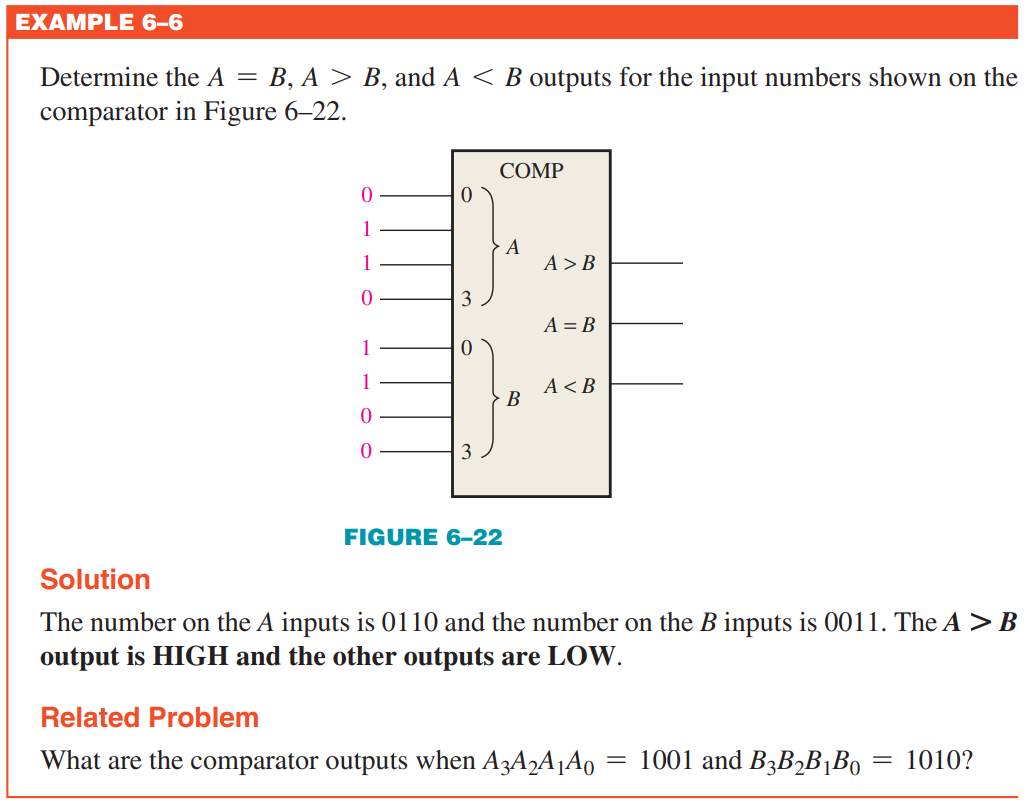 EXAMPLE 6–6
Determine the A = B, A > B, and A < B outputs for the input numbers shown on the
comparator in Figure 6–22.
COMP
0 0
1
1
0 3
A
A > B
A = B
A < B
1 0
1
0
0 3
B
FIGURE 6–22
Solution
The number on the A inputs is 0110 and the number on the B inputs is 0011. The A > B
output is HIGH and the other outputs are LOW.
Related Problem
What are the comparator outputs when A₃A₂A₁A₀ = 1001 and B₃B₂B₁B₀ = 1010?